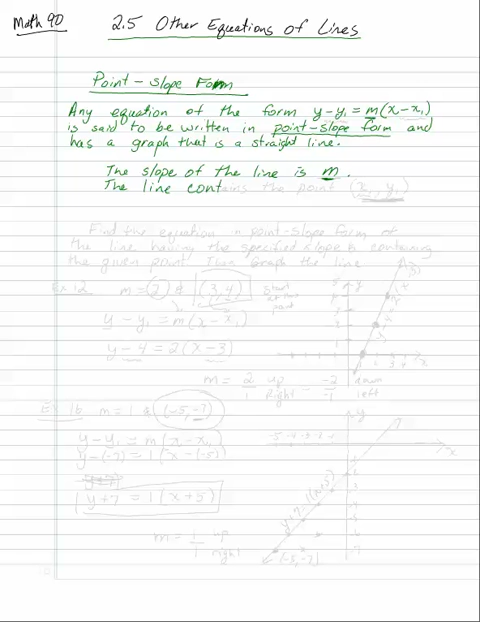 Math 90
2.5 Other Equations of Lines
Point-Slope Form
Any equation of the form y-y₁ = m(x-x₁)
is said to be written in point-slope form and
has a graph that is a straight line.
The slope of the line is m.
The line contains the point (x₁, y₁)
Find the equation in point-slope form of
the line having the specified slope & containing
the given point. Then graph the line
m = 2 & (3,4)
Start
point
y - y₁ = m(x - x₁)
y - 4 = 2(x - 3)
m = 2/1 up right = -2/-1 down left
Ex 1b m = 1 & (-5,-7)
y - y₁ = m(x - x₁)
y - (-7) = 1(x - (-5))
y + 7 = 1(x + 5)
m = 1/1 up right
y+7 = 1(x+5)
(-5,-7)